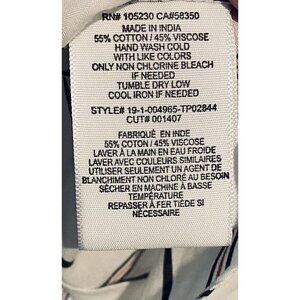 RN# 105230 CA#58350
MADE IN INDIA
55% COTTON / 45% VISCOSE
HAND WASH COLD
WITH LIKE COLORS
ONLY NON CHLORINE BLEACH
IF NEEDED
TUMBLE DRY LOW
COOL IRON IF NEEDED
STYLE# 19-1-004965-TP02844
CUT# 001407
FABRIQUÉ EN INDE
55% COTON / 45% VISCOSE
LAVER À LA MAIN EN EAU FROIDE
LAVER AVEC COULEURS SIMILAIRES
UTILISER SEULEMENT UN AGENT DE
BLANCHIMENT NON CHLORÉ AU BESOIN
SÉCHER EN MACHINE À BASSE
TEMPÉRATURE
REPASSER À FER TIÈDE SI
NÉCESSAIRE